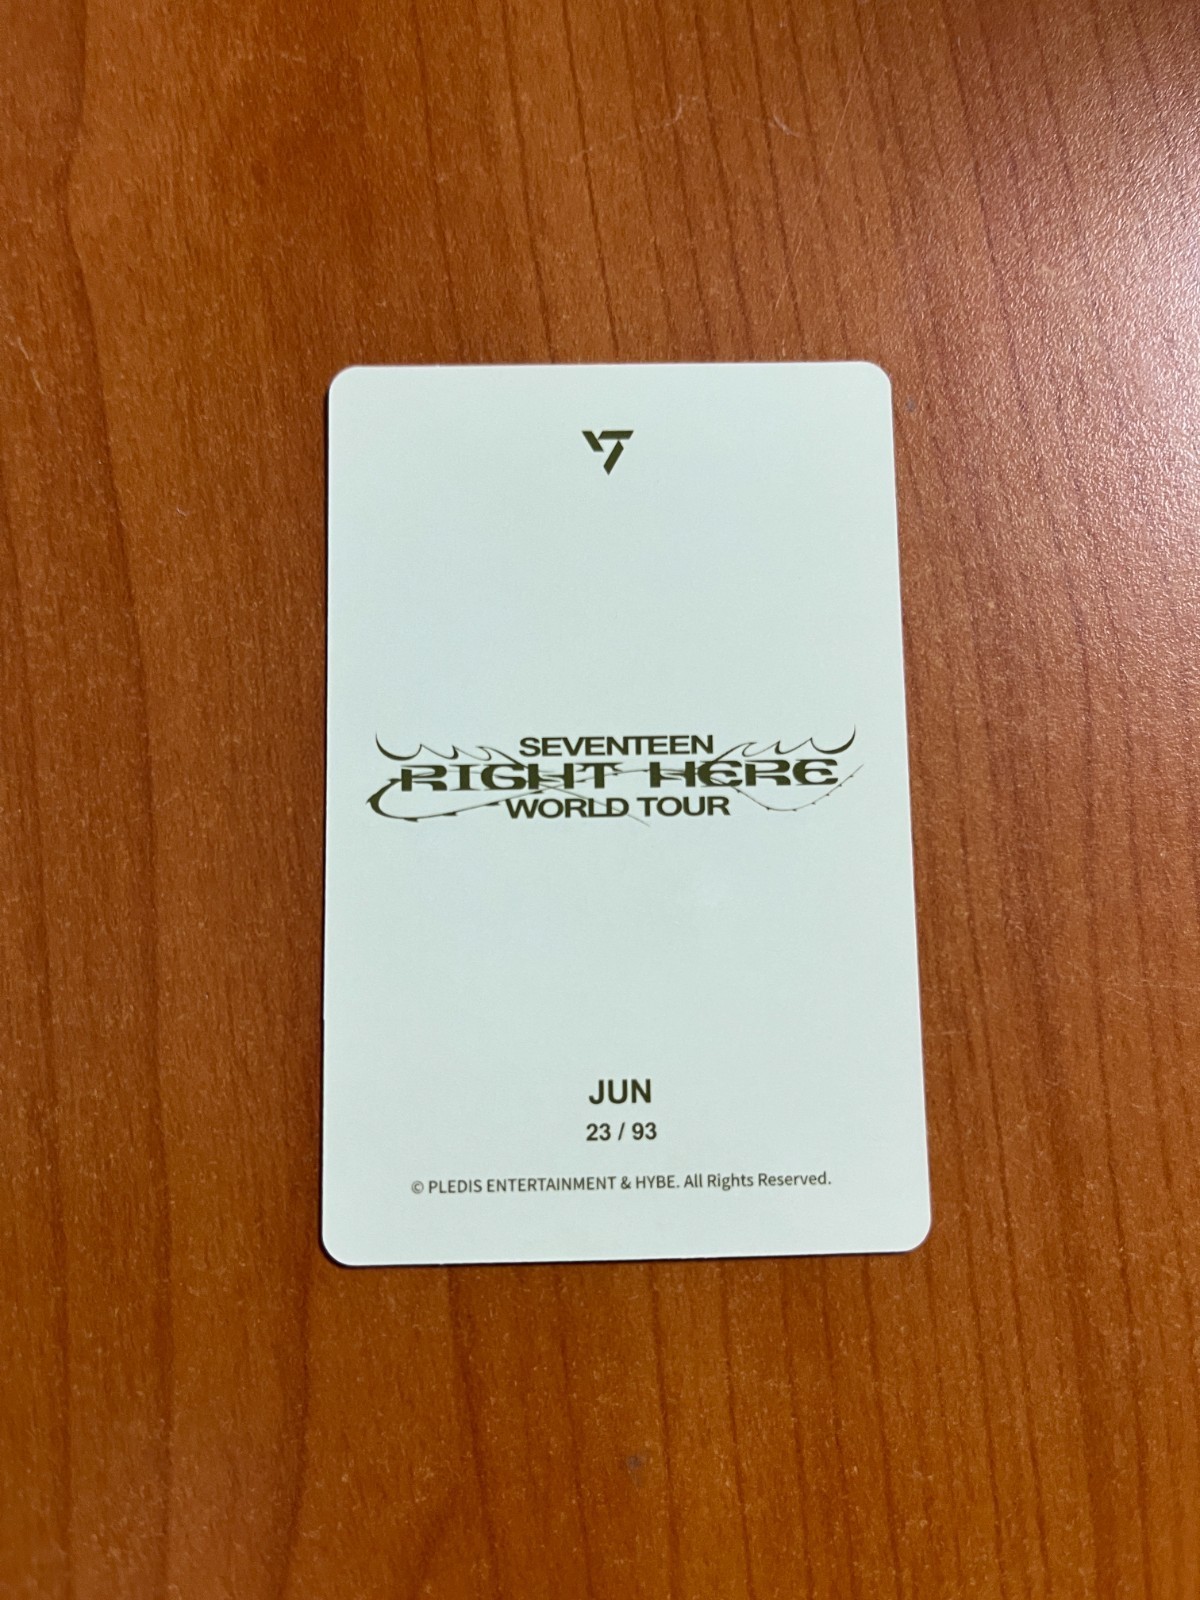 SEVENTEEN
RIGHT HERE
WORLD TOUR
JUN
23 / 93
© PLEDIS ENTERTAINMENT & HYBE. All Rights Reserved.